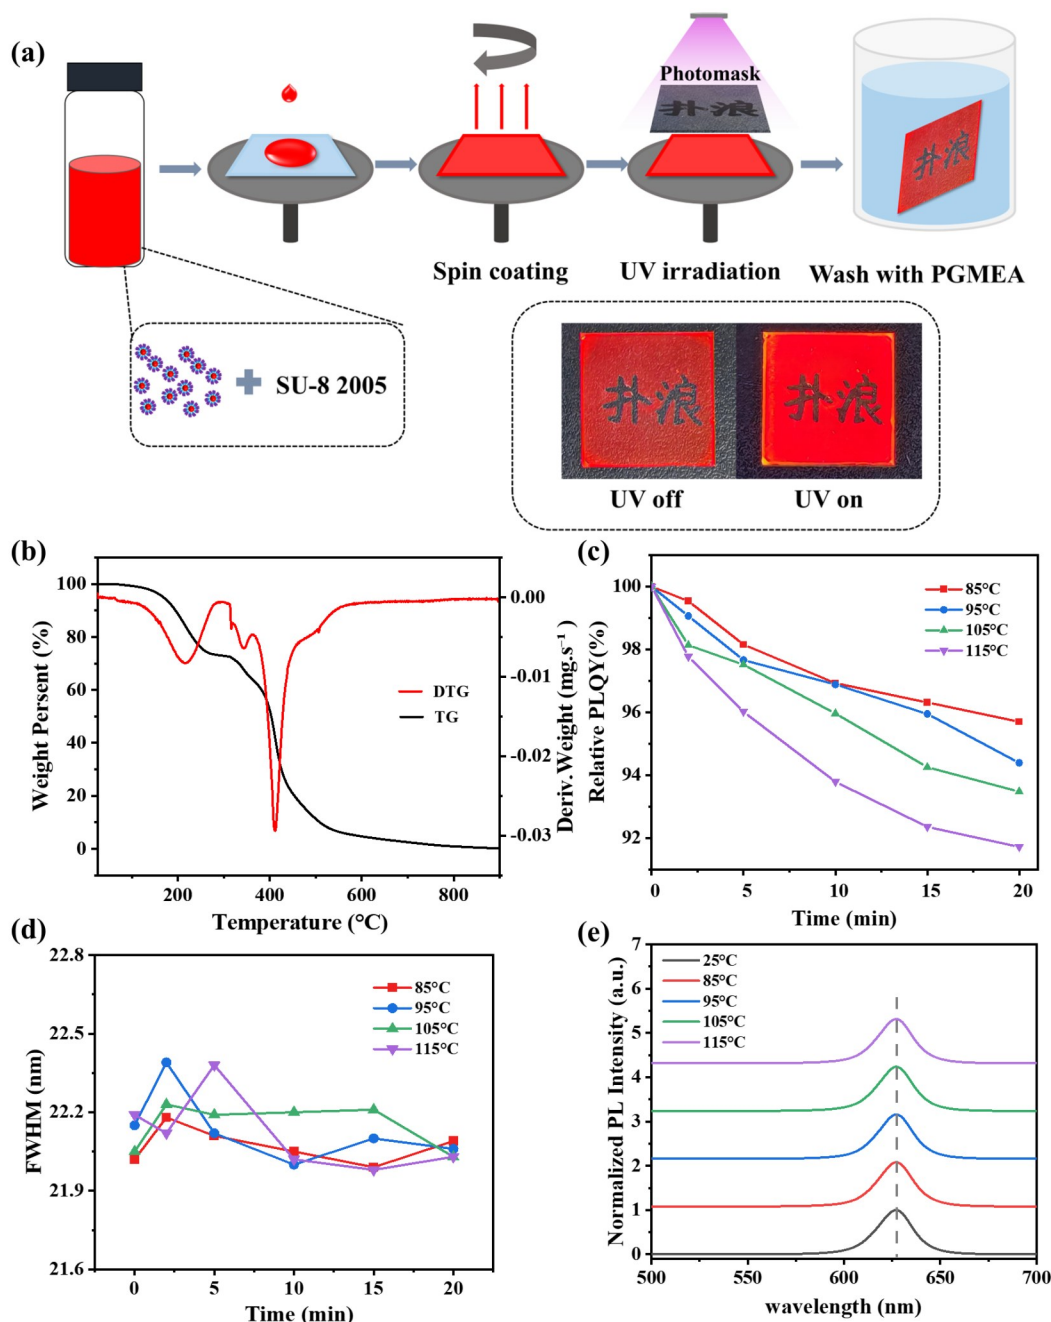 (a)
Photomask
扑浪
扑浪
Spin coating
UV irradiation
Wash with PGMEA
SU-8 2005
扑浪
扑浪
UV off
UV on
(b)
100
80
60
40
20
0
Weight Persent (%)
0.00
-0.01
-0.02
-0.03
Deriv.Weight (mg.s⁻¹)
DTG
TG
200
400
600
800
Temperature (°C)
(c)
100
98
96
94
92
Relative PLQY(%)
85°C
95°C
105°C
115°C
0
5
10
15
20
Time (min)
(d)
22.8
22.5
22.2
21.9
21.6
FWHM (nm)
85°C
95°C
105°C
115°C
0
5
10
15
20
Time (min)
(e)
7
6
5
4
3
2
1
0
Normalized PL Intensity (a.u.)
25°C
85°C
95°C
105°C
115°C
500
550
600
650
700
wavelength (nm)